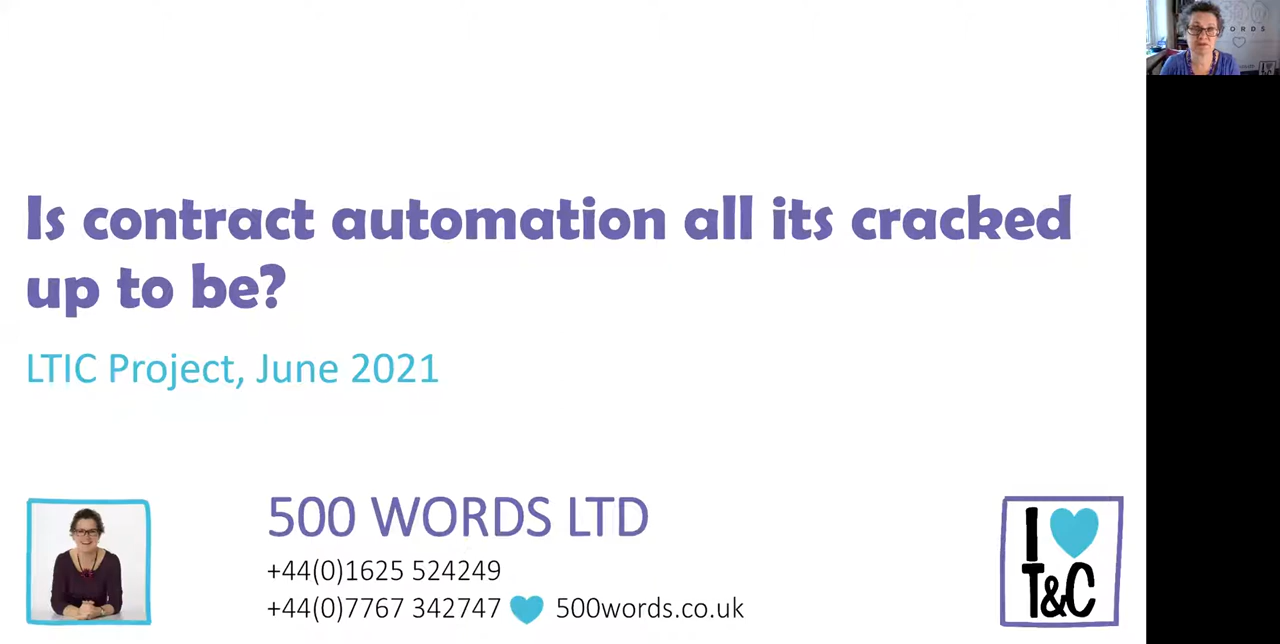 Is contract automation all its cracked
up to be?
LTIC Project, June 2021
500 WORDS LTD
+44(0)1625 524249
+44(0)7767 342747
500words.co.uk
I
T&C